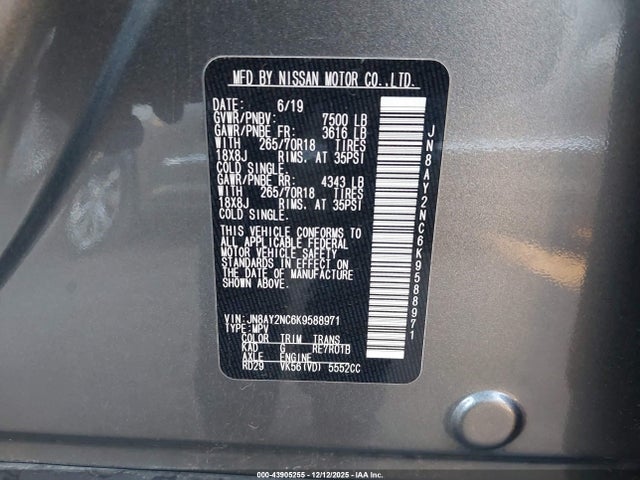 MFD BY NISSAN MOTOR CO.,LTD.
DATE: 6/19
GVWR/PNBV: 7500 LB
GAWR/PNBE FR: 3616 LB
WITH 265/70R18 TIRES
18X8J RIMS. AT 35PSI
COLD SINGLE.
GAWR/PNBE RR: 4343 LB
WITH 265/70R18 TIRES
18X8J RIMS. AT 35PSI
COLD SINGLE.
THIS VEHICLE CONFORMS TO
ALL APPLICABLE FEDERAL
MOTOR VEHICLE SAFETY
STANDARDS IN EFFECT ON
THE DATE OF MANUFACTURE
SHOWN ABOVE.
VIN:JN8AY2NC6K9588971
TYPE:MPV
COLOR TRIM TRANS
KAD G RE7R01B
AXLE ENGINE
RD29 VK56(VD) 5552CC
JN8AY2NC6K9588971
000-43905255 - 12/12/2025 - IAA Inc.